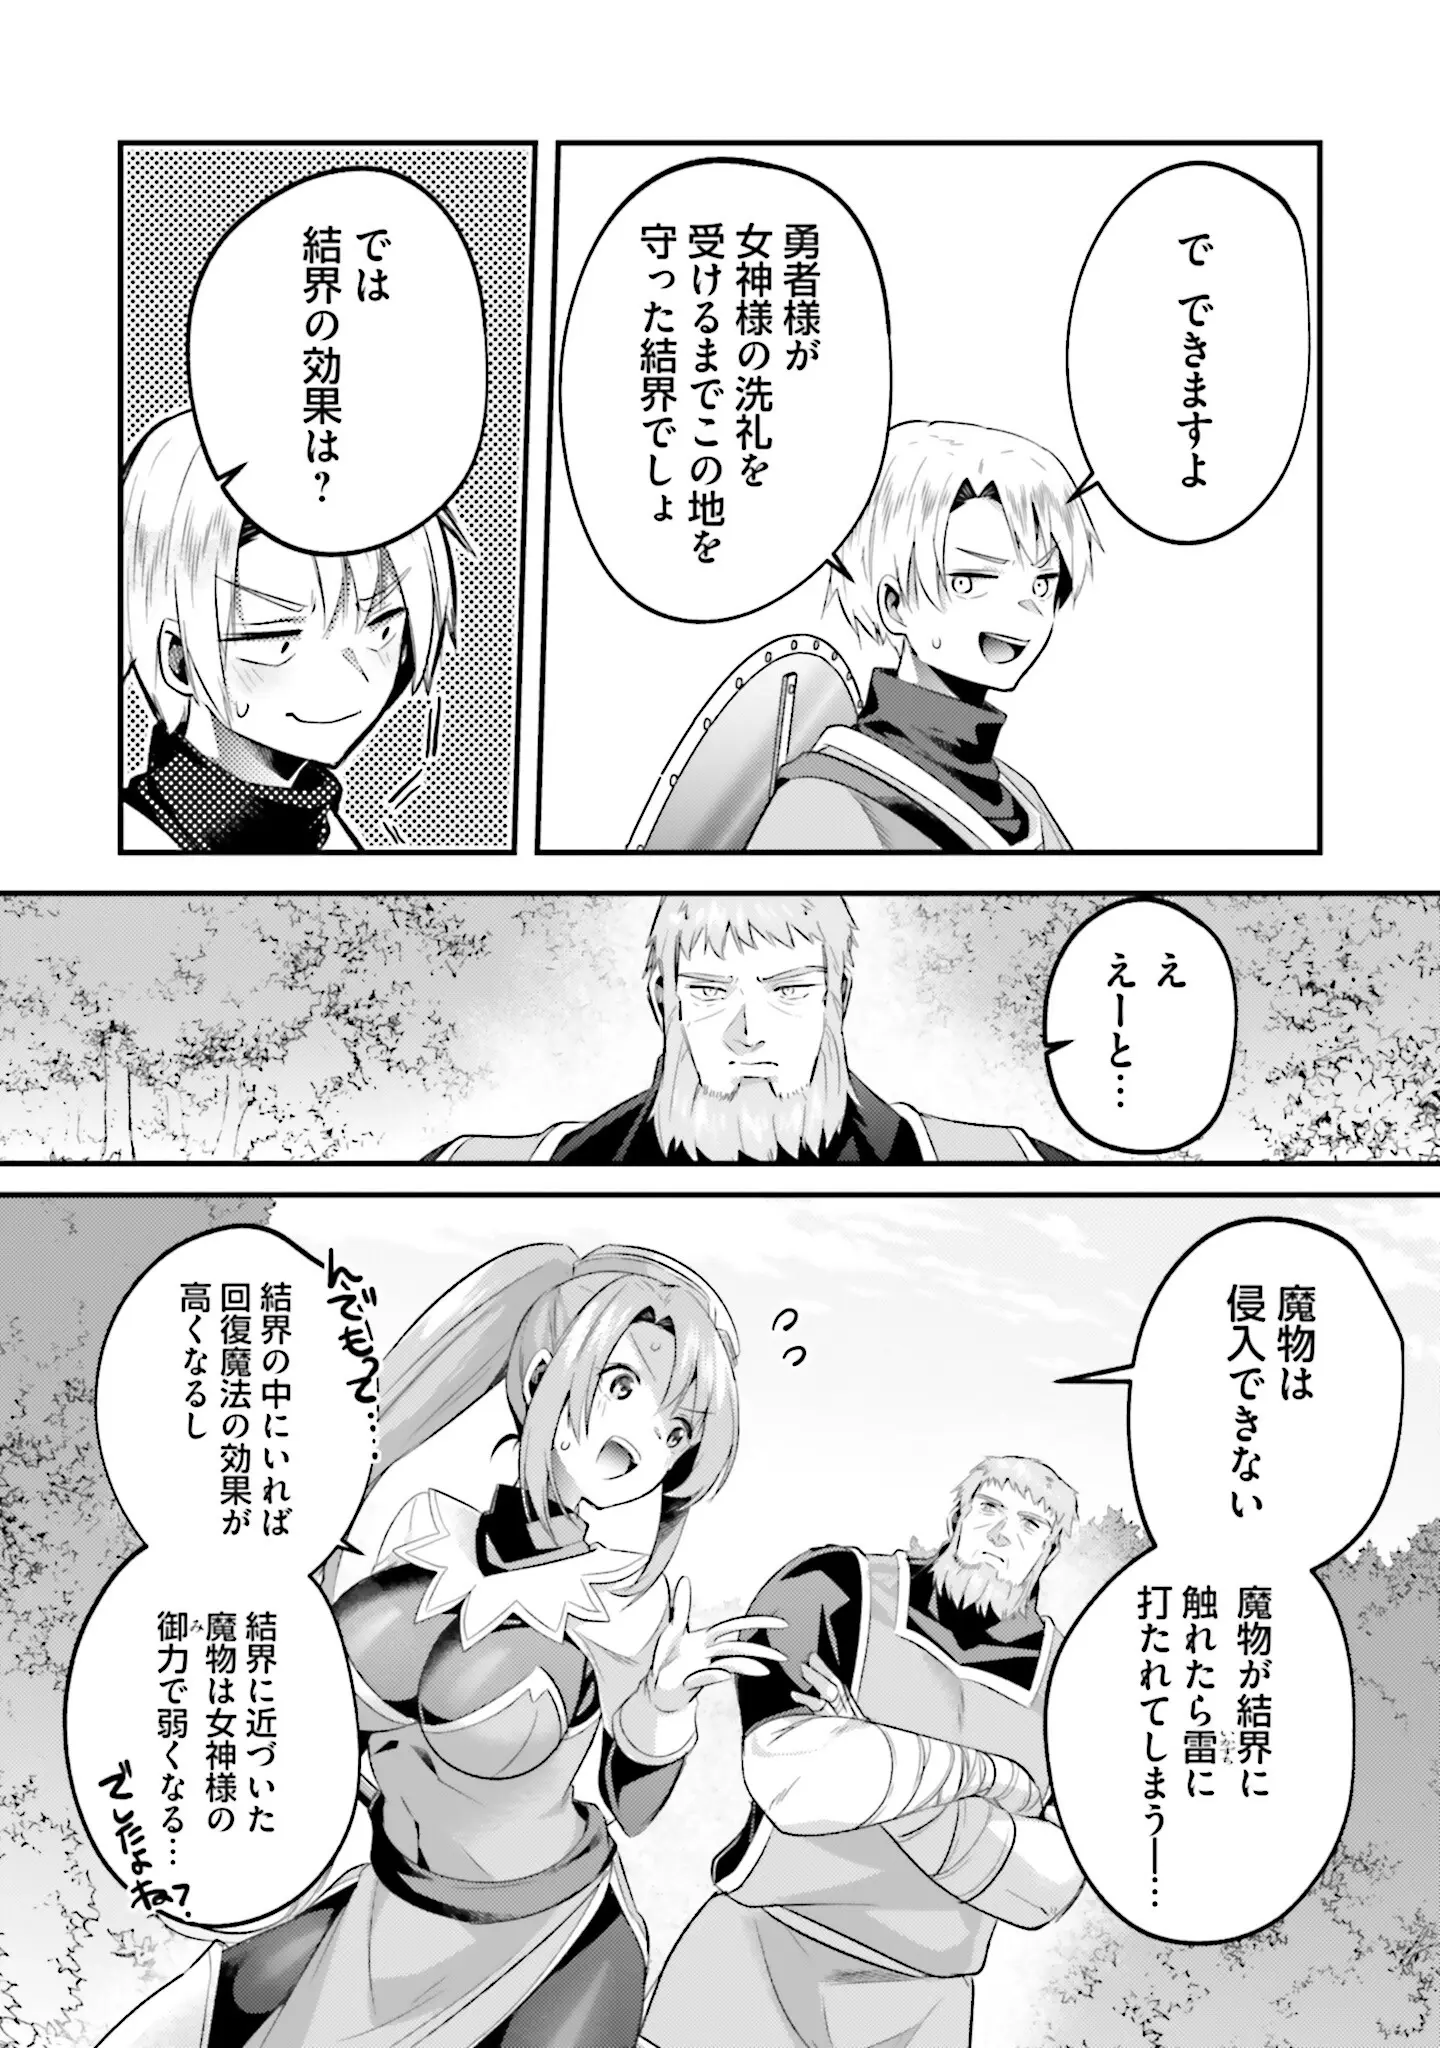 で できますよ
勇者様が
女神様の洗礼を
受けるまでこの地を
守った結界でしょ
では
結界の効果は?
え
えーと…
魔物は
侵入できない
魔物が結界に
触れたら雷に
いかずち
打たれてしまうー…
んでもって…
結界の中にいれば
回復魔法の効果が
高くなるし
結界に近づいた
魔物は女神様の
御力で弱くなる…
み
でしたよね?